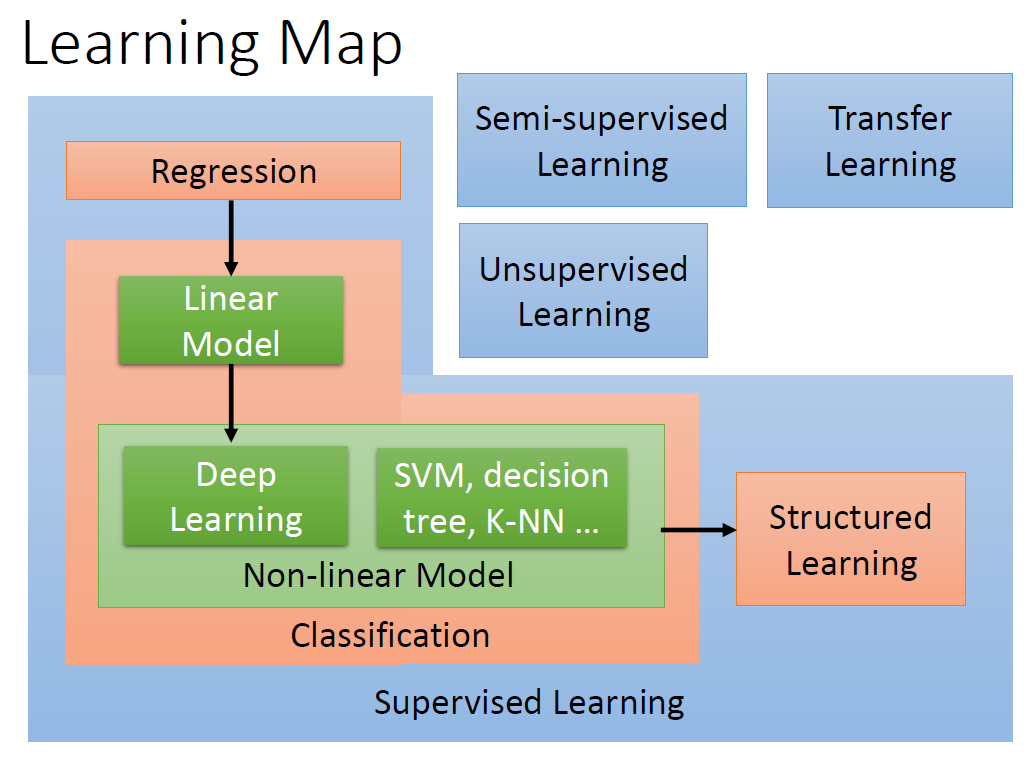 Learning Map
Semi-supervised
Learning
Transfer
Learning
Regression
Unsupervised
Learning
Linear
Model
Deep
Learning
SVM, decision
tree, K-NN ...
Structured
Learning
Non-linear Model
Classification
Supervised Learning